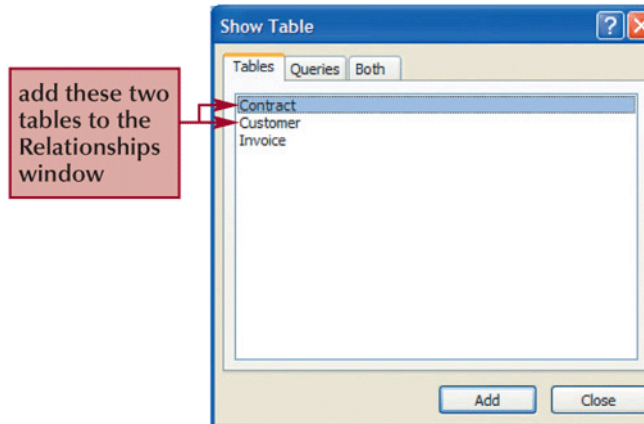 Show Table
?
Tables Queries Both
add these two
tables to the
Relationships
window
Contract
Customer
Invoice
Add Close